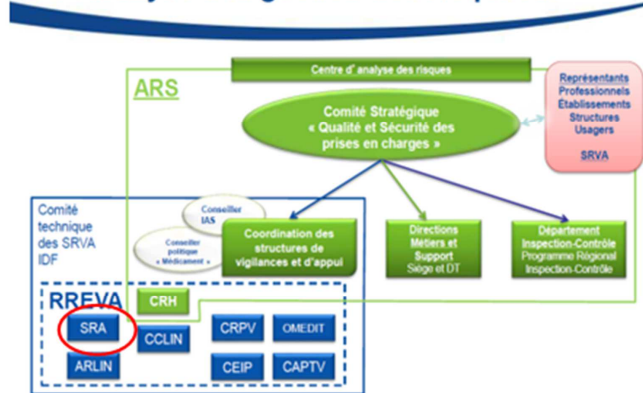 Centre d'analyse des risques
ARS
Représentants
Professionnels
Établissements
Structures
Usagers
SRVA
Comité Stratégique
« Qualité et Sécurité des
prises en charges »
Comité
technique
des SRVA
IDF
Conseiller
IAS
Conseiller
politique
« Médicament »
Coordination des
structures de
vigilances et d'appui
Directions
Métiers et
Support
Siège et DT
Département
Inspection-Contrôle
Programme Régional
Inspection-Contrôle
RREVA
CRH
SRA
CCLIN
CRPV
OMEDIT
ARLIN
CEIP
CAPTV